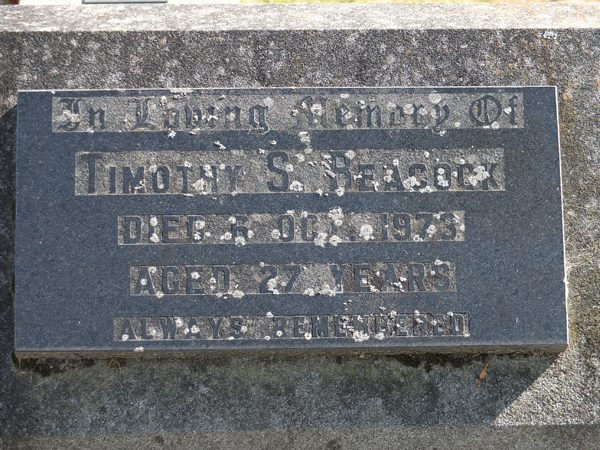 In Loving Memory Of
TIMOTHY S. BEACOCK
DIED 6 OCT. 1973
AGED 27 YEARS
ALWAYS REMEMBERED